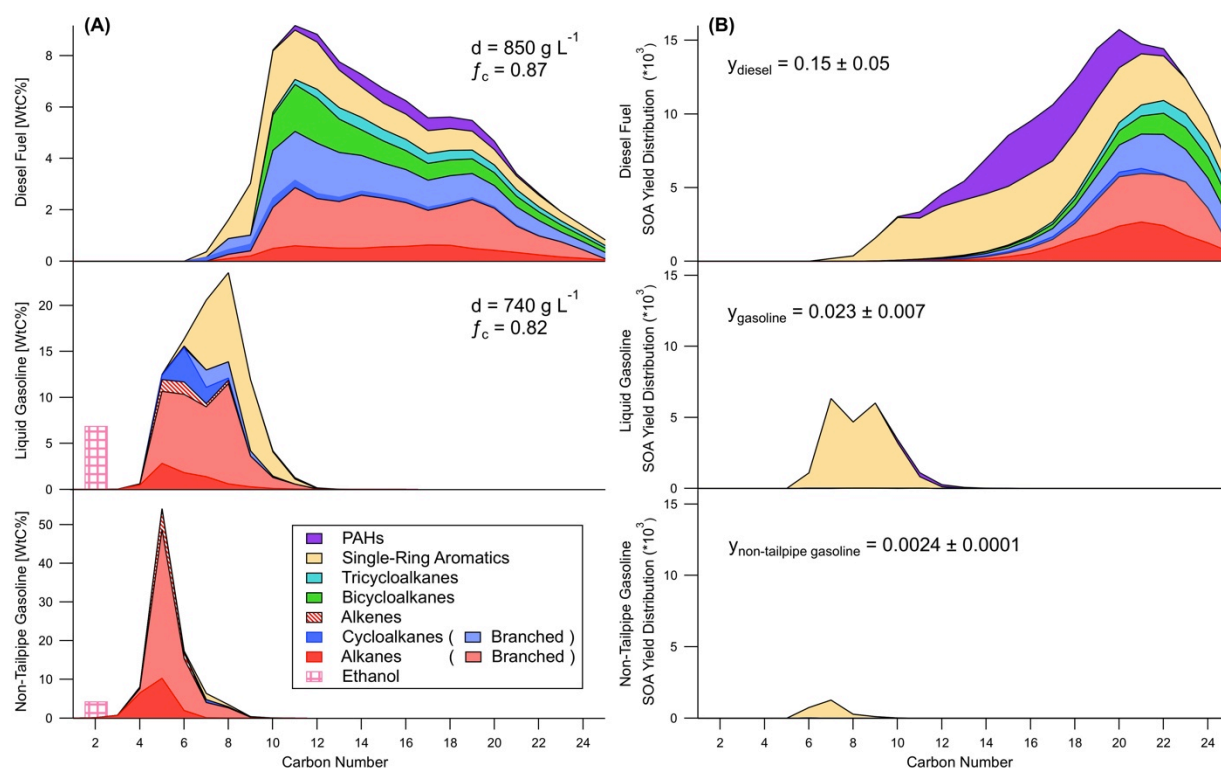 (A)
Diesel Fuel [WtC%]
8
6
4
2
0
d = 850 g L⁻¹
ƒc = 0.87
Liquid Gasoline [WtC%]
20
15
10
5
0
d = 740 g L⁻¹
ƒc = 0.82
Non-Tailpipe Gasoline [WtC%]
50
40
30
20
10
0
PAHs
Single-Ring Aromatics
Tricycloalkanes
Bicycloalkanes
Alkenes
Cycloalkanes ( Branched )
Alkanes ( Branched )
Ethanol
2 4 6 8 10 12 14 16 18 20 22 24
Carbon Number
(B)
Diesel Fuel
SOA Yield Distribution (*10³)
15
10
5
0
ydiesel = 0.15 ± 0.05
Liquid Gasoline
SOA Yield Distribution (*10³)
15
10
5
0
ygasoline = 0.023 ± 0.007
Non-Tailpipe Gasoline
SOA Yield Distribution (*10³)
15
10
5
0
ynon-tailpipe gasoline = 0.0024 ± 0.0001
2 4 6 8 10 12 14 16 18 20 22 24
Carbon Number